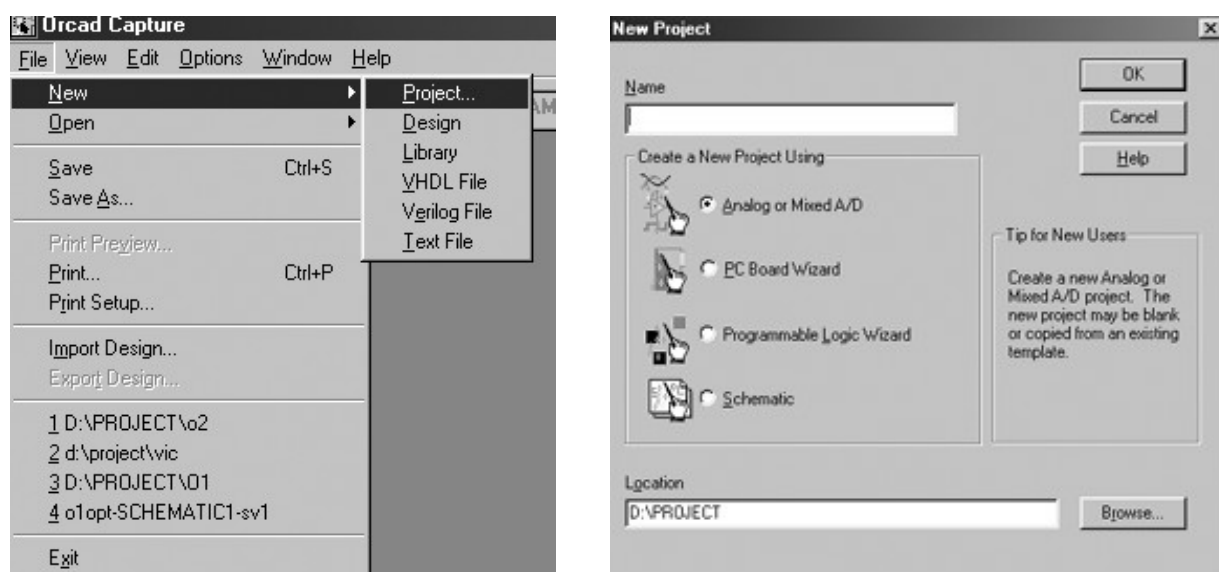 Orcad Capture
File View Edit Options Window Help
New
Open
Save Ctrl+S
Save As...
Print Preview...
Print... Ctrl+P
Print Setup...
Import Design...
Export Design...
1 D:\PROJECT\o2
2 d:\project\vic
3 D:\PROJECT\O1
4 o1opt-SCHEMATIC1-sv1
Exit
Project...
Design
Library
VHDL File
Verilog File
Text File
AM
New Project
Name
OK
Cancel
Help
Create a New Project Using
Analog or Mixed A/D
PC Board Wizard
Programmable Logic Wizard
Schematic
Tip for New Users
Create a new Analog or
Mixed A/D project. The
new project may be blank
or copied from an existing
template.
Location
D:\PROJECT
Browse...